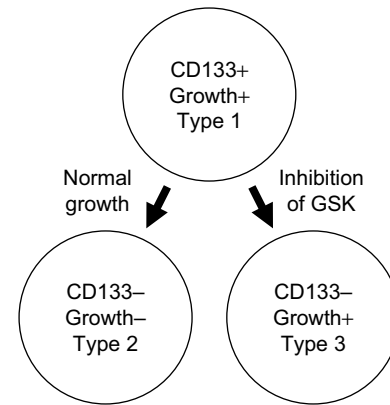 CD133+
Growth+
Type 1
Normal
growth
Inhibition
of GSK
CD133–
Growth–
Type 2
CD133–
Growth+
Type 3